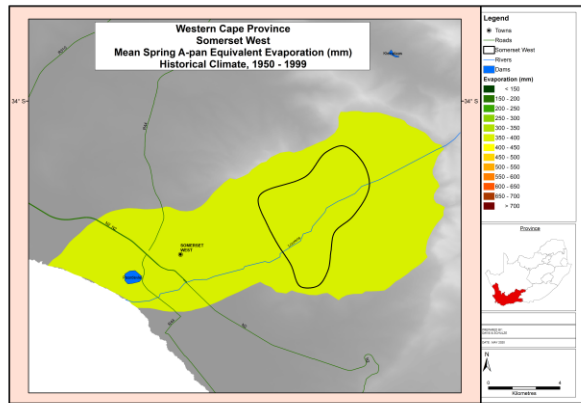 Western Cape Province
Somerset West
Mean Spring A-pan Equivalent Evaporation (mm)
Historical Climate, 1950 - 1999
34° S
34° S
SOMERSET
WEST
Legend
Towns
Roads
Somerset West
Rivers
Dams
Evaporation (mm)
< 150
150 - 200
200 - 250
250 - 300
300 - 350
350 - 400
400 - 450
450 - 500
500 - 550
550 - 600
600 - 650
650 - 700
> 700
Province
N
0
4
Kilometres